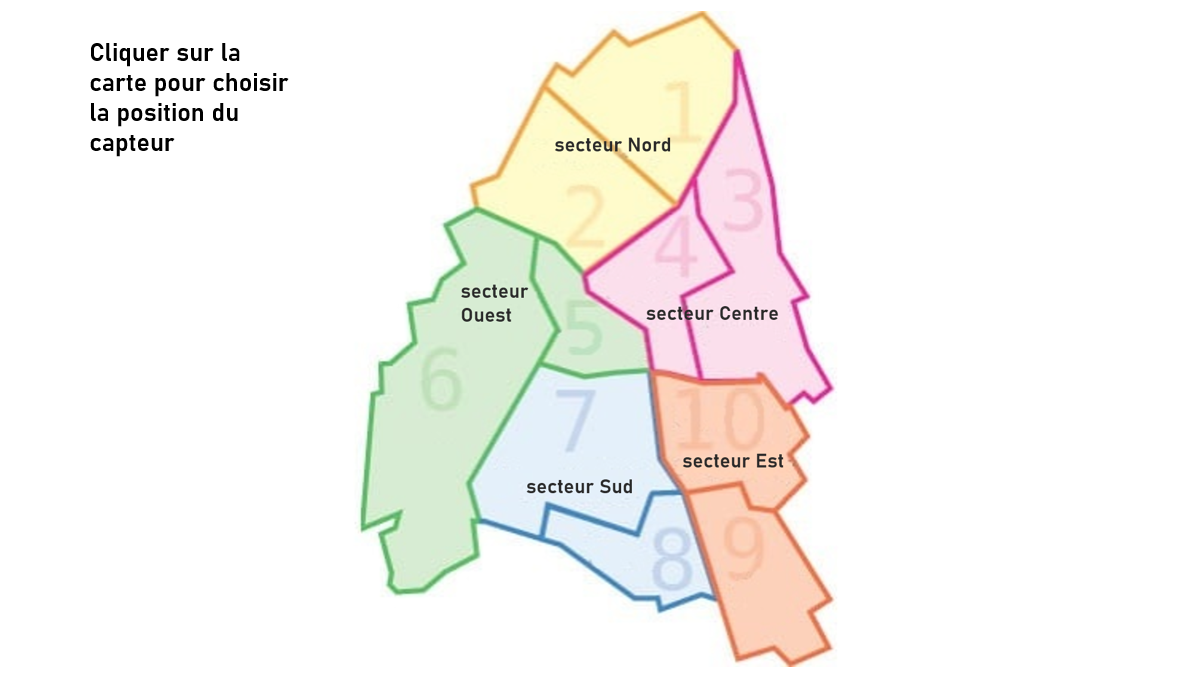 Cliquer sur la
carte pour choisir
la position du
capteur
1
secteur Nord
2
3
4
secteur
Ouest
secteur Centre
5
6
7
10
secteur Est
secteur Sud
8
9